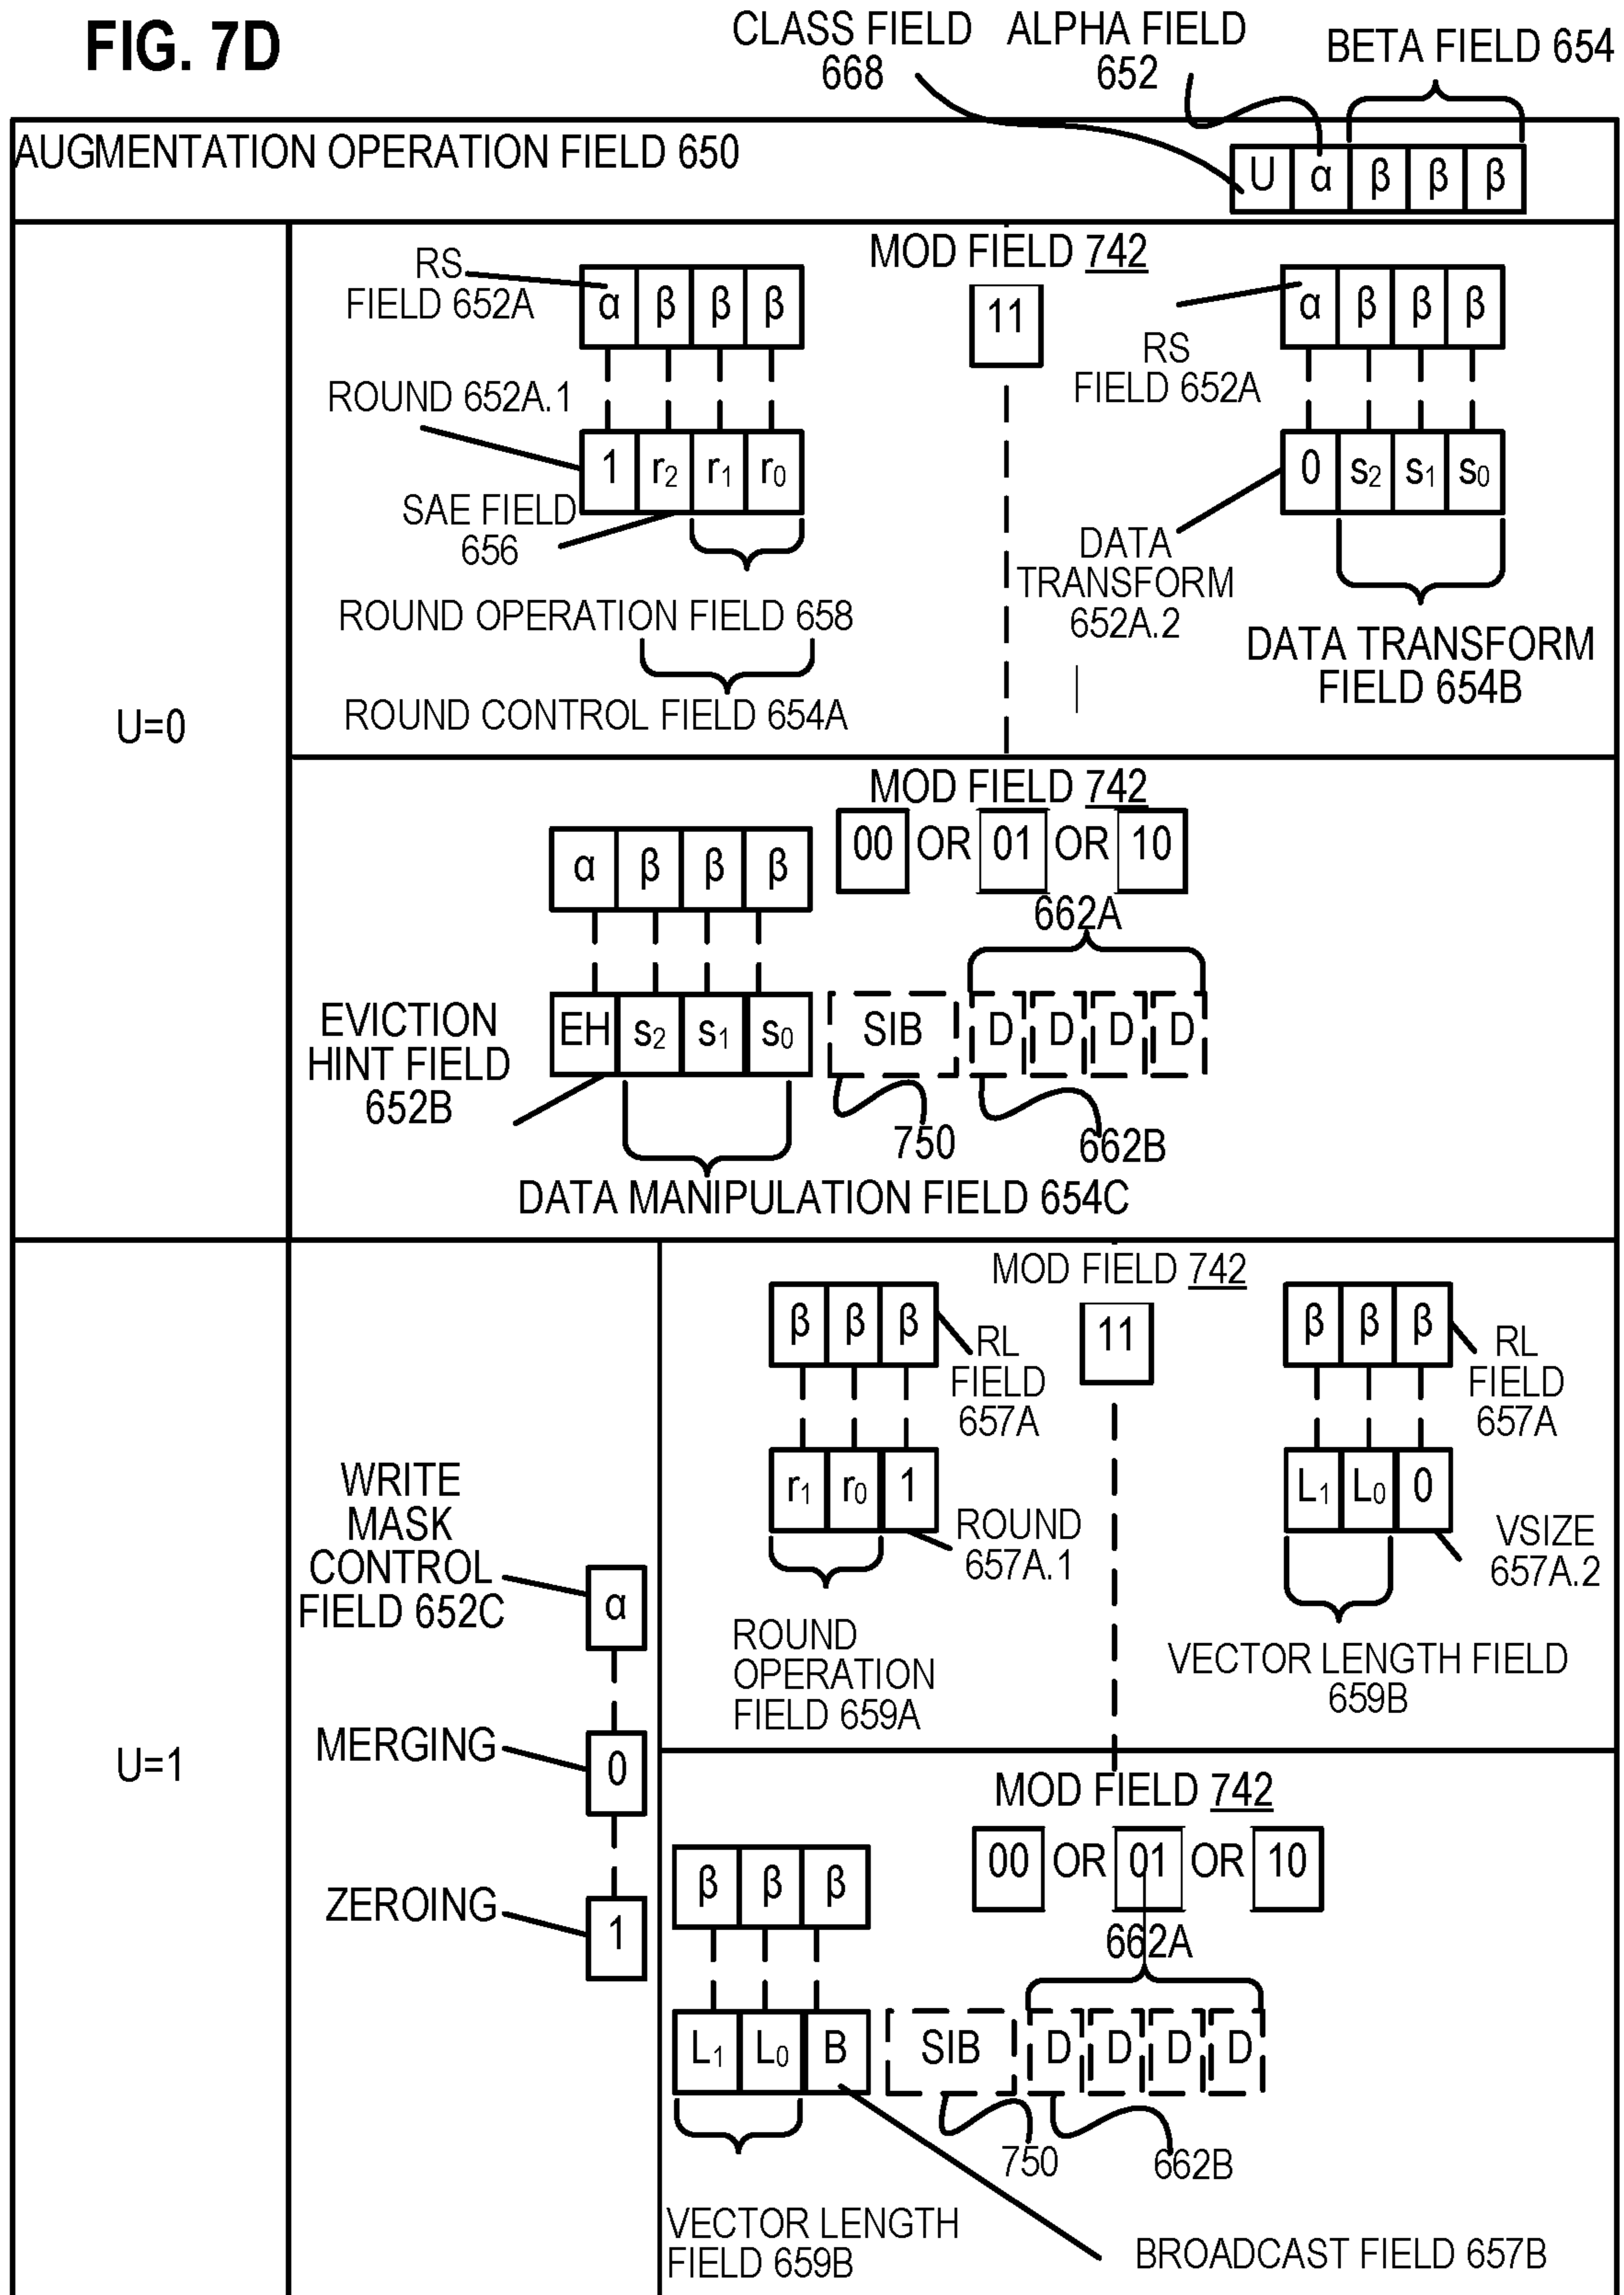 FIG. 7D
CLASS FIELD
668
ALPHA FIELD
652
BETA FIELD 654
AUGMENTATION OPERATION FIELD 650
U α β β β
U=0
MOD FIELD 742
11
RS
FIELD 652A
α β β β
ROUND 652A.1
1 r2 r1 r0
SAE FIELD
656
ROUND OPERATION FIELD 658
ROUND CONTROL FIELD 654A
α β β β
RS
FIELD 652A
0 s2 s1 s0
DATA
TRANSFORM
652A.2
DATA TRANSFORM
FIELD 654B
MOD FIELD 742
00 OR 01 OR 10
α β β β
662A
EVICTION
HINT FIELD
652B
EH s2 s1 s0 SIB D D D D
750
662B
DATA MANIPULATION FIELD 654C
U=1
WRITE
MASK
CONTROL
FIELD 652C
α
MERGING
0
ZEROING
1
MOD FIELD 742
11
β β β
RL
FIELD
657A
r1 r0 1
ROUND
657A.1
ROUND
OPERATION
FIELD 659A
β β β
RL
FIELD
657A
L1 L0 0
VSIZE
657A.2
VECTOR LENGTH FIELD
659B
MOD FIELD 742
00 OR 01 OR 10
β β β
662A
L1 L0 B SIB D D D D
750
662B
VECTOR LENGTH
FIELD 659B
BROADCAST FIELD 657B